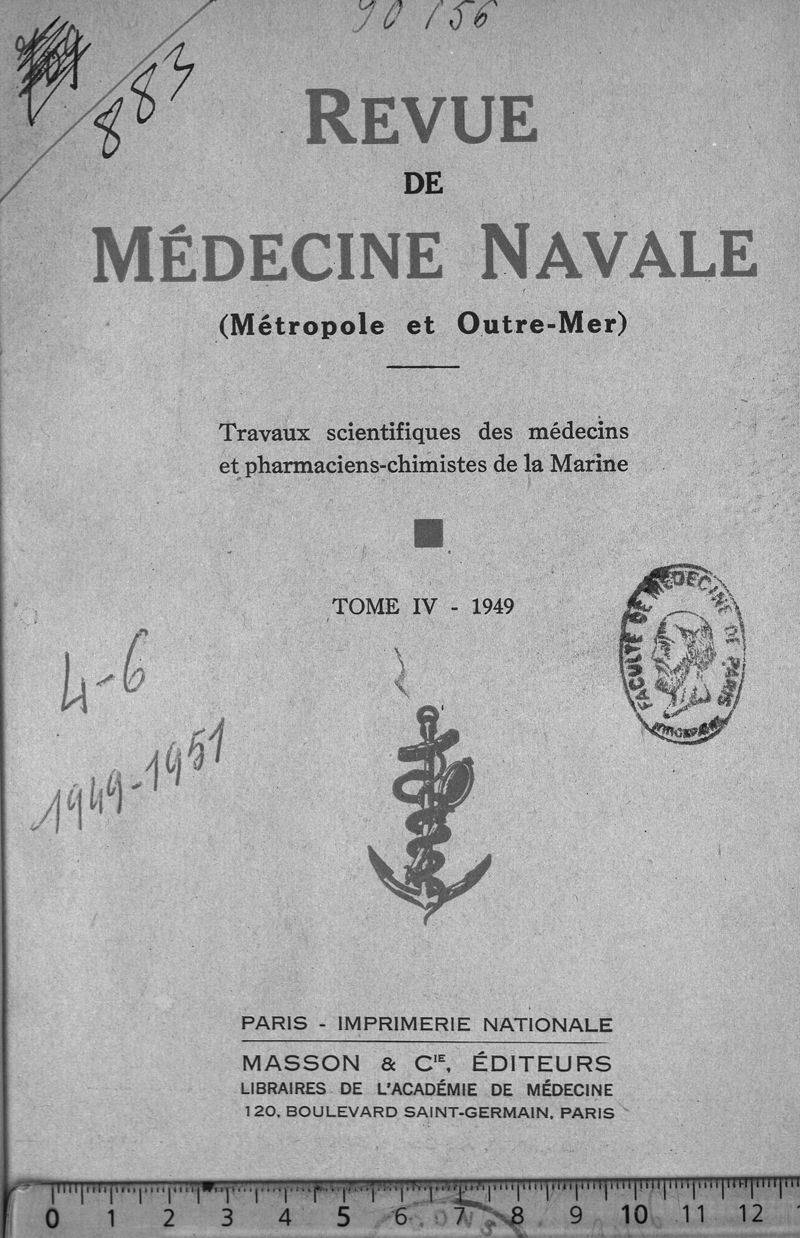 90156
883
REVUE
DE
MÉDECINE NAVALE
(Métropole et Outre-Mer)
Travaux scientifiques des médecins
et pharmaciens-chimistes de la Marine
TOME IV - 1949
FACULTÉ DE MÉDECINE DE PARIS
4-6
1949-1951
PARIS - IMPRIMERIE NATIONALE
MASSON & CIE, ÉDITEURS
LIBRAIRES DE L'ACADÉMIE DE MÉDECINE
120, BOULEVARD SAINT-GERMAIN, PARIS
0 1 2 3 4 5 6 7 8 9 10 11 12